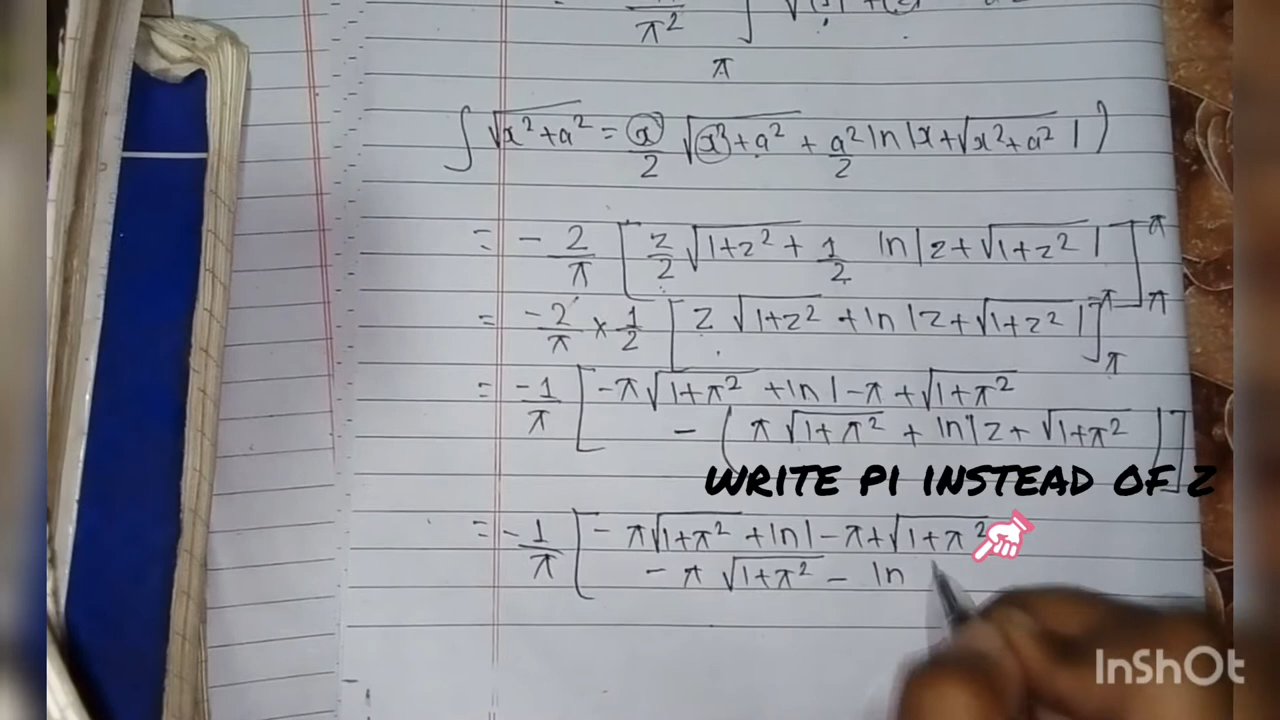 π² ∫ √
π
∫ √x²+a² = x/2 √x²+a² + a²/2 ln|x+√x²+a² | )
= - 2/π [ z/2 √1+z² + 1/2 ln|z+√1+z² | ]π π
= -2/π × 1/2 [ z √1+z² + ln|z+√1+z² | ]π π
= -1/π [ -π√1+π² + ln|-π+√1+π²
- ( π√1+π² + ln|z+√1+π² ) ]
WRITE PI INSTEAD OF Z
= -1/π [ - π√1+π² + ln|-π+√1+π²
- π √1+π² - ln
InShOt